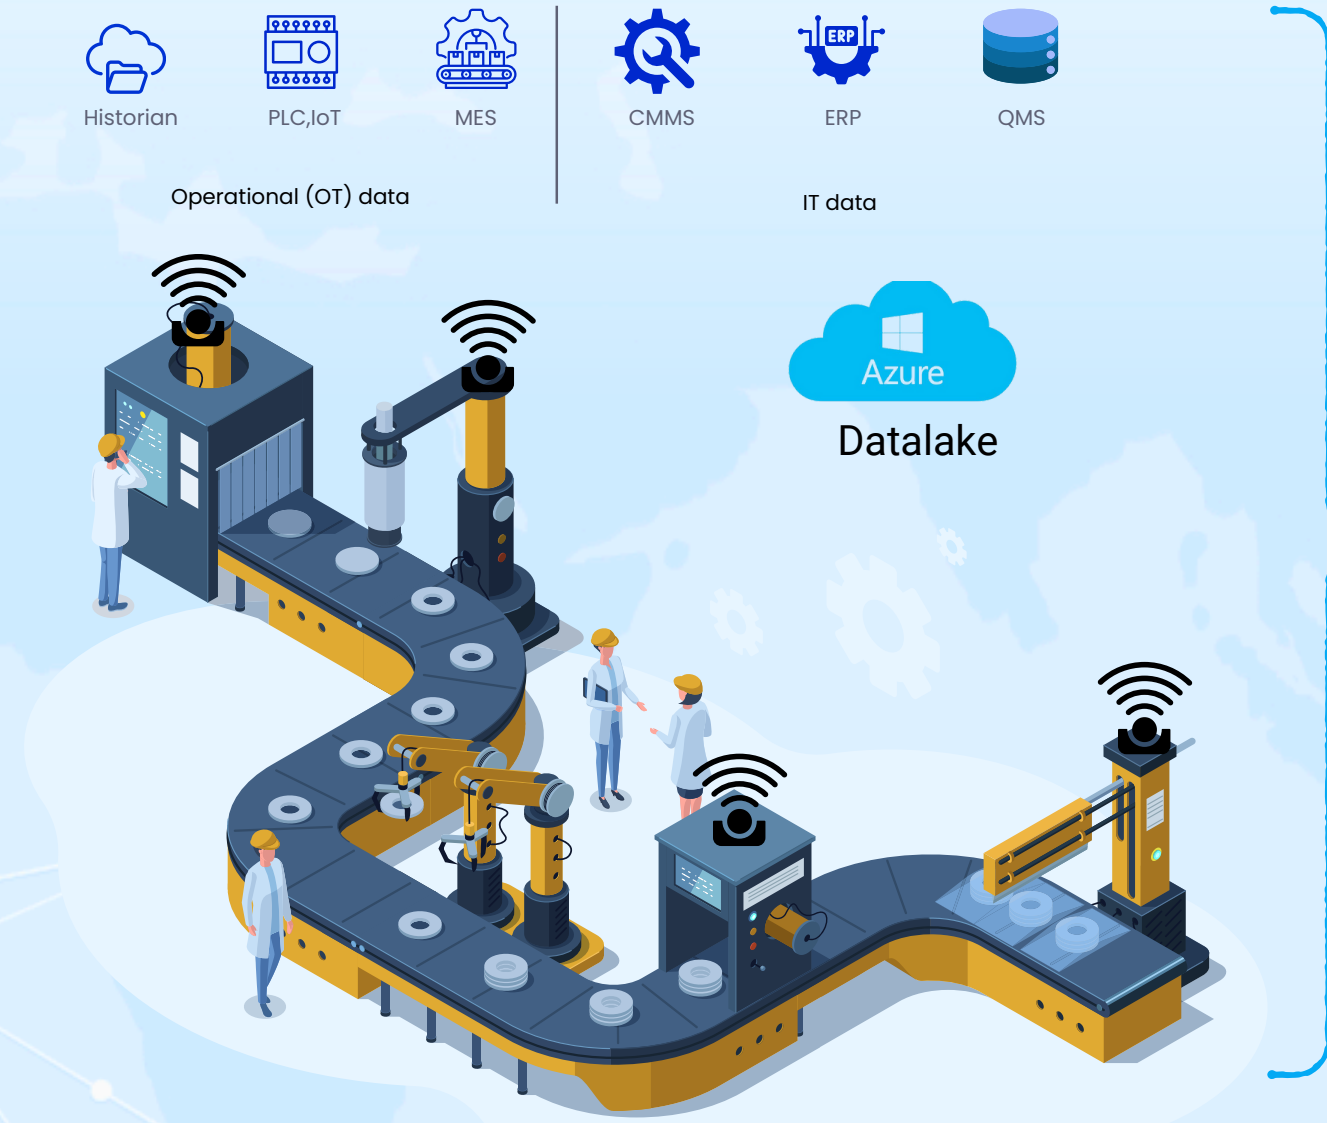 Historian
PLC,IoT
MES
CMMS
ERP
ERP
QMS
Operational (OT) data
IT data
Azure
Datalake